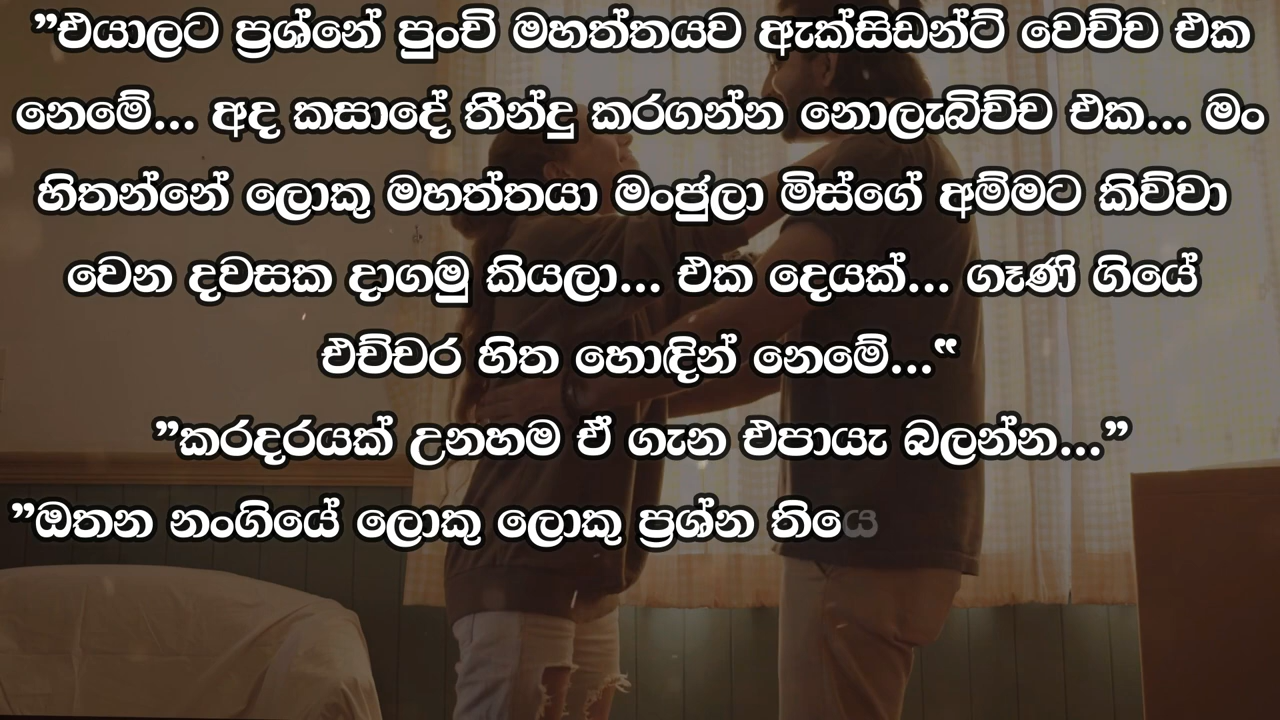 ”එයාලට ප්‍රශ්නේ පුංචි මහත්තයව ඇක්සිඩන්ට් වෙච්ච එක
නෙමේ... අද කසාදේ තීන්දු කරගන්න නොලැබිච්ච එක... මං
හිතන්නේ ලොකු මහත්තයා මංජුලා මිස්ගේ අම්මට කිව්වා
වෙන දවසක දාගමු කියලා... එක දෙයක්... ගෑණි ගියේ
එච්චර හිත හොඳින් නෙමේ...“
”කරදරයක් උනහම ඒ ගැන එපායැ බලන්න...”
”ඔතන නංගියේ ලොකු ලොකු ප්‍රශ්න තියෙ